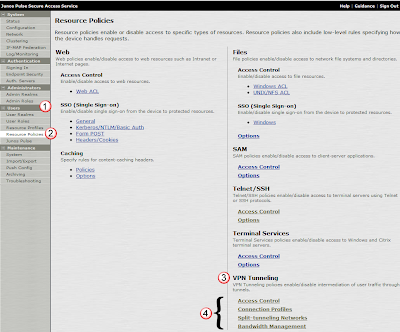 Junos Pulse Secure Access Service
Help | Guidance | Sign Out
System
Status
Configuration
Network
Clustering
IF-MAP Federation
Log/Monitoring
Authentication
Signing In
Endpoint Security
Auth. Servers
Administrators
Admin Realms
Admin Roles
1
Users
User Realms
User Roles
Resource Profiles
Resource Policies
2
Junos Pulse
Maintenance
System
Import/Export
Push Config
Archiving
Troubleshooting
Resource Policies
Resource policies enable or disable access to specific types of resources. Resource policies also include low-level rules specifying how
the device handles requests.
Web
Web policies enable/disable access to web resources such as Intranet or
Internet pages.
Access Control
Enable/disable access to web resources.
Web ACL
SSO (Single Sign-on)
Enable/disable single sign-on from the device to protected resources.
General
Kerberos/NTLM/Basic Auth
Form POST
Headers/Cookies
Caching
Specify rules for content-caching headers.
Policies
Options
Files
File policies enable/disable access to network file systems and directories.
Access Control
Enable/disable access to file resources.
Windows ACL
UNIX/NFS ACL
SSO (Single Sign-on)
Enable/disable single sign-on from the device to protected resources.
Windows
Options
SAM
SAM policies enable/disable access to client-server applications.
Access Control
Options
Telnet/SSH
Telnet/SSH policies enable/disable access to terminal servers using Telnet
or SSH protocols.
Access Control
Options
Terminal Services
Terminal Services policies enable/disable access to Windows and Citrix
terminal servers.
Access Control
Options
3
VPN Tunneling
VPN Tunneling policies enable/disable intermediation of user traffic through
tunnels.
4
Access Control
Connection Profiles
Split-tunneling Networks
Bandwidth Management